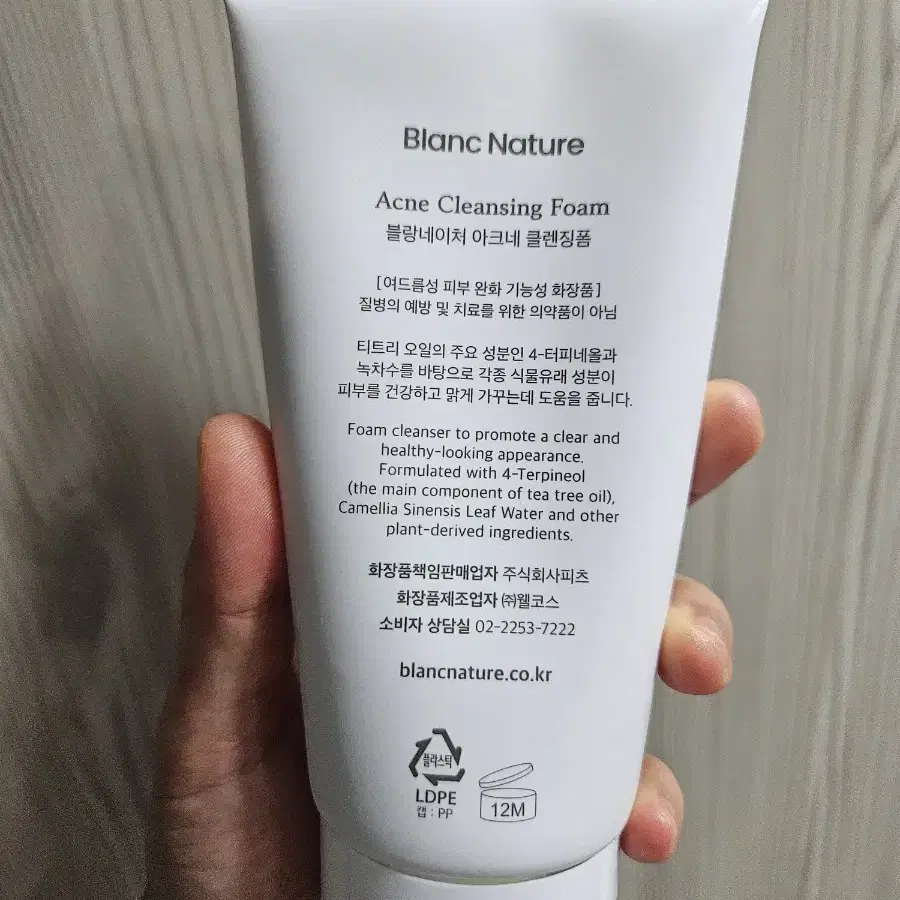 Blanc Nature
Acne Cleansing Foam
블랑네이처 아크네 클렌징폼
[여드름성 피부 완화 기능성 화장품]
질병의 예방 및 치료를 위한 의약품이 아님
티트리 오일의 주요 성분인 4-터피네올과
녹차수를 바탕으로 각종 식물유래 성분이
피부를 건강하고 맑게 가꾸는데 도움을 줍니다.
Foam cleanser to promote a clear and
healthy-looking appearance.
Formulated with 4-Terpineol
(the main component of tea tree oil),
Camellia Sinensis Leaf Water and other
plant-derived ingredients.
화장품책임판매업자 주식회사피츠
화장품제조업자 ㈜웰코스
소비자 상담실 02-2253-7222
blancnature.co.kr
플라스틱
LDPE
캡 : PP
12M